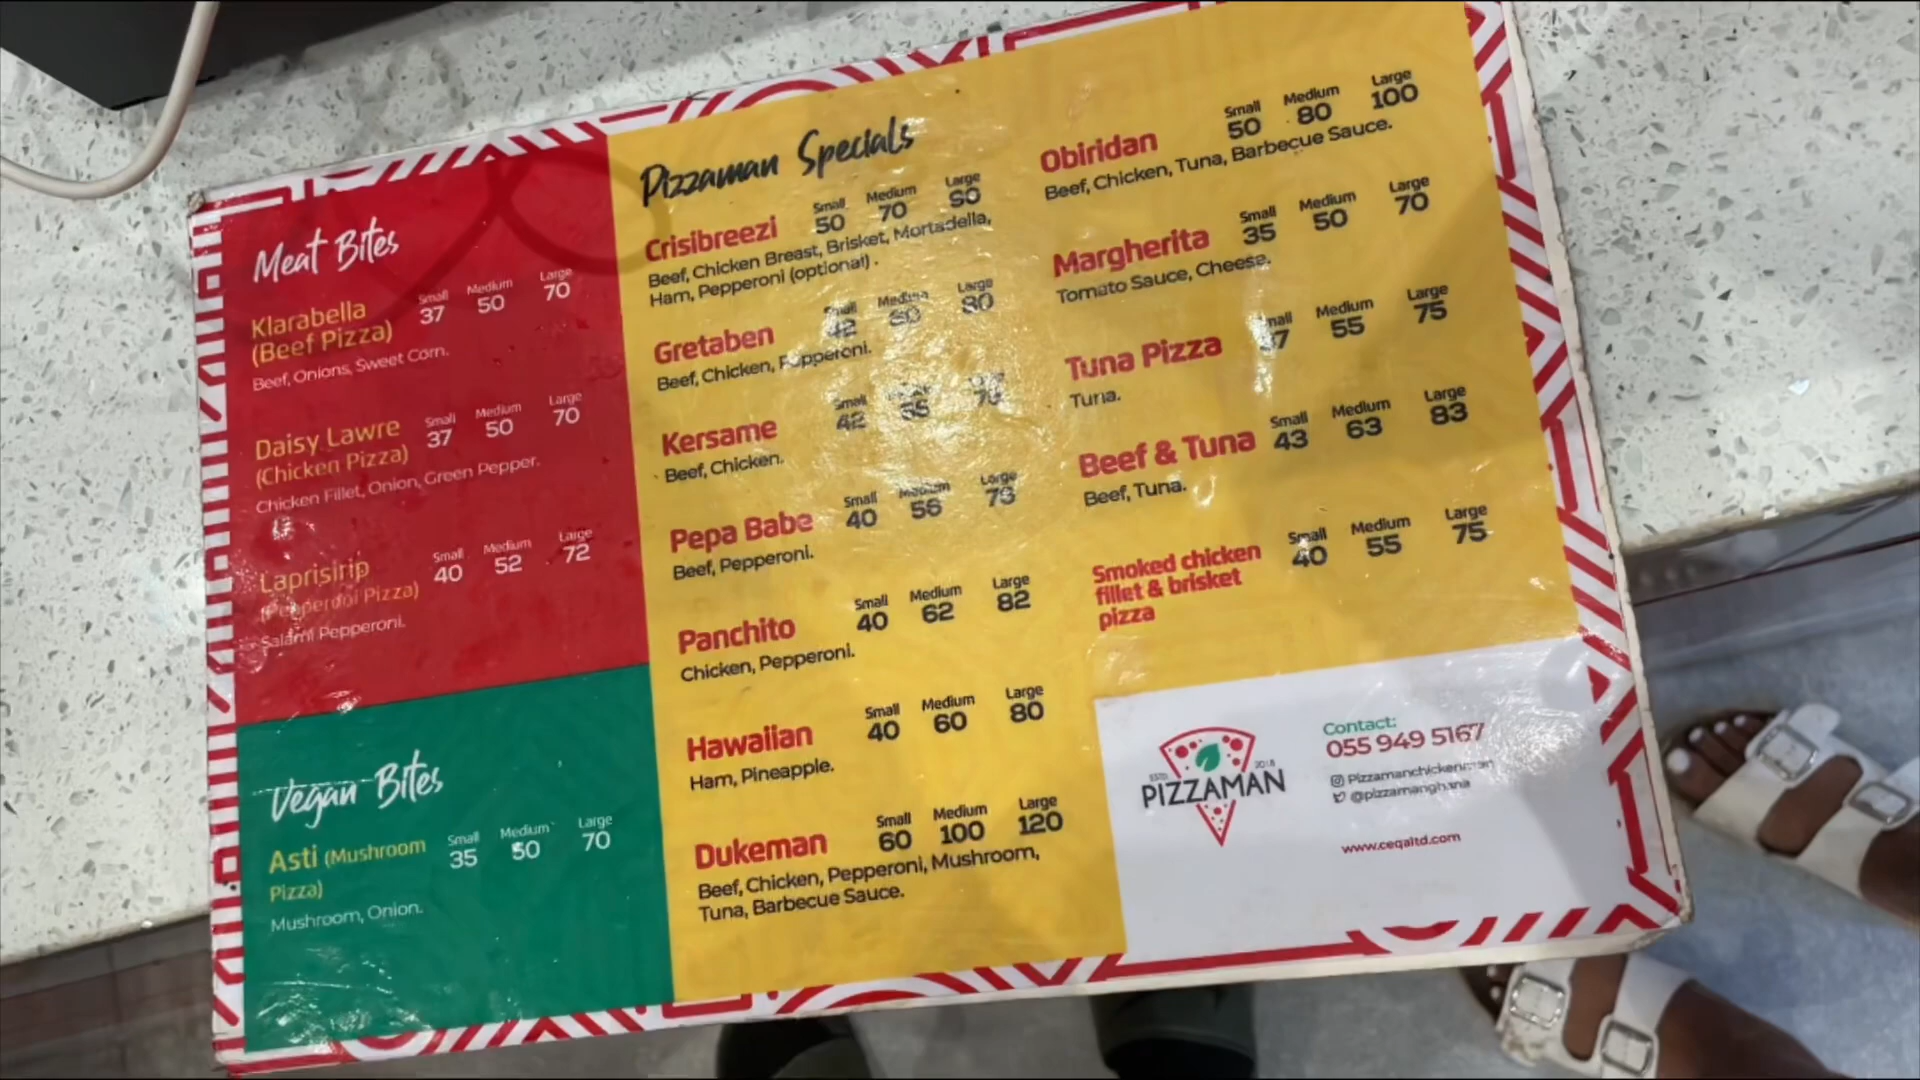 Meat Bites
Small Medium Large
Klarabella 37 50 70
(Beef Pizza)
Beef, Onions, Sweet Corn.
Small Medium Large
Daisy Lawre 37 50 70
(Chicken Pizza)
Chicken Fillet, Onion, Green Pepper.
Small Medium Large
Laprisirip 40 52 72
Pizza)
Salami Pepperoni.
Vegan Bites
Small Medium Large
Asti (Mushroom 35 50 70
Pizza)
Mushroom, Onion.
Pizzaman Specials
Small Medium Large
Crisibreezi 50 70
Beef, Chicken Breast, Brisket, Mortadella,
Ham, Pepperoni (optional).
Small Medium Large
Gretaben 42
Beef, Chicken, Pepperoni.
Small
Kersame 42
Beef, Chicken.
Small Medium Large
Pepa Babe 40
Beef, Pepperoni.
Small Medium Large
Panchito 40 62 82
Chicken, Pepperoni.
Small Medium Large
Hawaiian 40 60 80
Ham, Pineapple.
Small Medium Large
Dukeman 60 100 120
Beef, Chicken, Pepperoni, Mushroom,
Tuna, Barbecue Sauce.
Small Medium Large
Obiridan 50 80 100
Beef, Chicken, Tuna, Barbecue Sauce.
Small Medium Large
Margherita 35 50 70
Tomato Sauce, Cheese.
Small Medium Large
Tuna Pizza 55 75
Tuna.
Small Medium Large
Beef & Tuna 43 63 83
Beef, Tuna.
Small Medium Large
Smoked chicken 40 55 75
fillet & brisket
pizza
ESTD. 2018
PIZZAMAN
Contact:
055 949 5167
Pizzamanchickenman
@pizzamanghana
www.ceqaltd.com